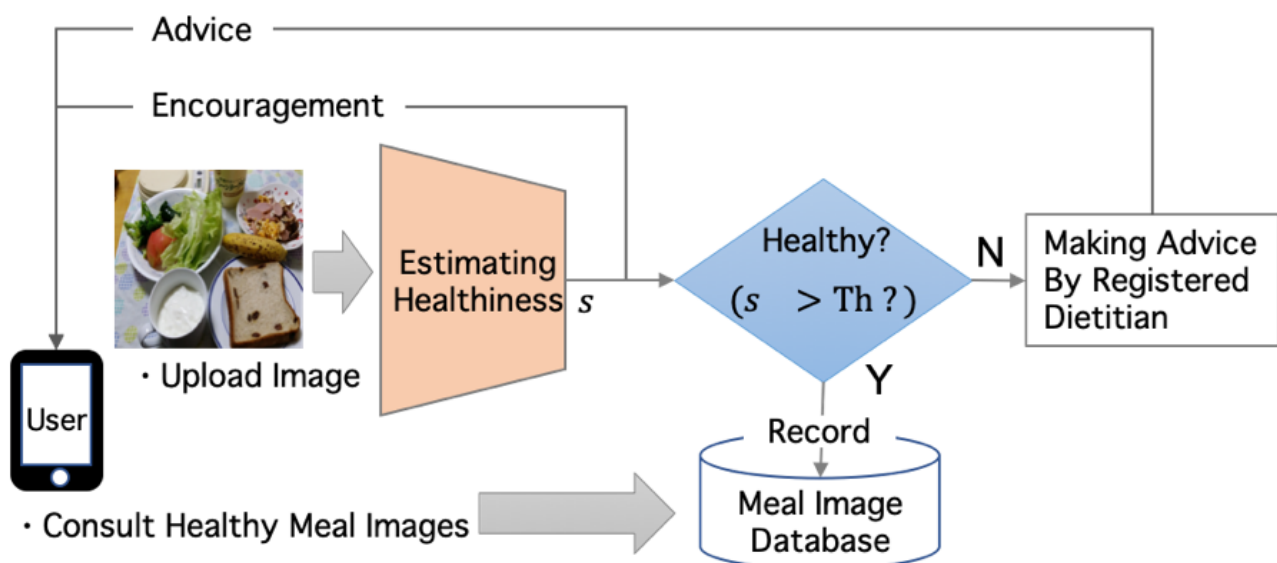 Advice
Encouragement
Estimating
Healthiness
s
Healthy?
(s > Th ? )
N
Making Advice
By Registered
Dietitian
· Upload Image
Y
User
Record
· Consult Healthy Meal Images
Meal Image
Database